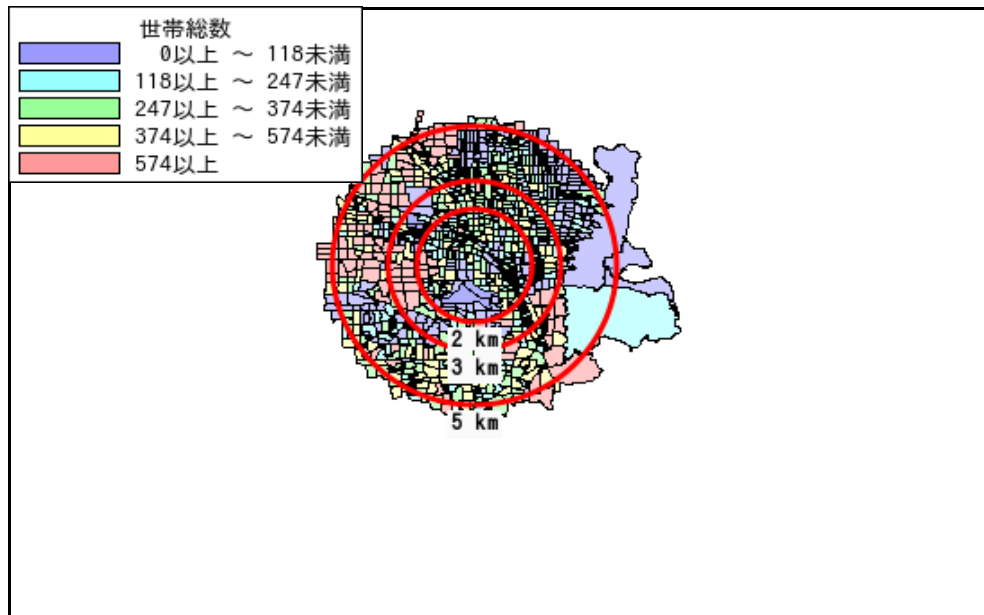 世帯総数
0以上 ～ 118未満
118以上 ～ 247未満
247以上 ～ 374未満
374以上 ～ 574未満
574以上
2 km
3 km
5 km